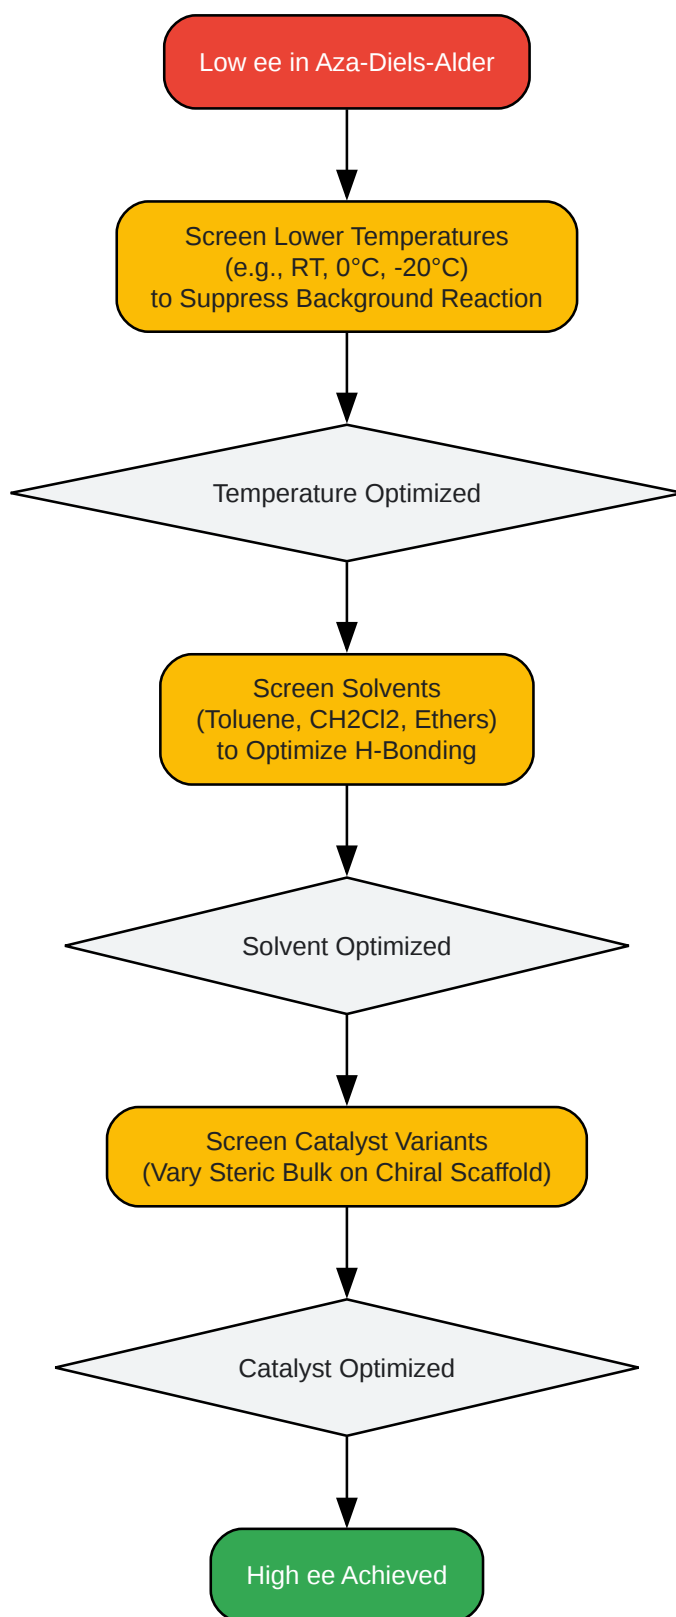 Low ee in Aza-Diels-Alder
Screen Lower Temperatures
(e.g., RT, 0°C, -20°C)
to Suppress Background Reaction
Temperature Optimized
Screen Solvents
(Toluene, CH2Cl2, Ethers)
to Optimize H-Bonding
Solvent Optimized
Screen Catalyst Variants
(Vary Steric Bulk on Chiral Scaffold)
Catalyst Optimized
High ee Achieved